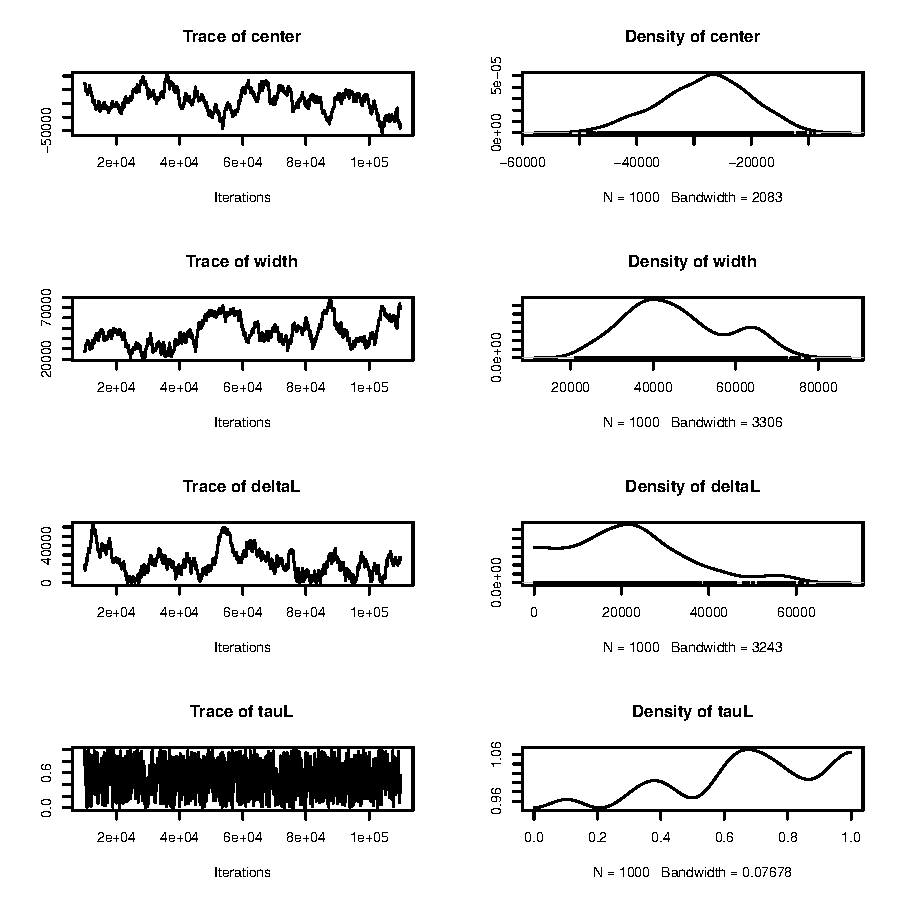 Trace of center
Density of center
−50000
2e+04 4e+04 6e+04 8e+04 1e+05
Iterations
0e+00 5e−05
−60000 −40000 −20000
N = 1000 Bandwidth = 2083
Trace of width
Density of width
20000 70000
2e+04 4e+04 6e+04 8e+04 1e+05
Iterations
0.0e+00
20000 40000 60000 80000
N = 1000 Bandwidth = 3306
Trace of deltaL
Density of deltaL
0 40000
2e+04 4e+04 6e+04 8e+04 1e+05
Iterations
0.0e+00
0 20000 40000 60000
N = 1000 Bandwidth = 3243
Trace of tauL
Density of tauL
0.0 0.6
2e+04 4e+04 6e+04 8e+04 1e+05
Iterations
0.96 1.06
0.0 0.2 0.4 0.6 0.8 1.0
N = 1000 Bandwidth = 0.07678